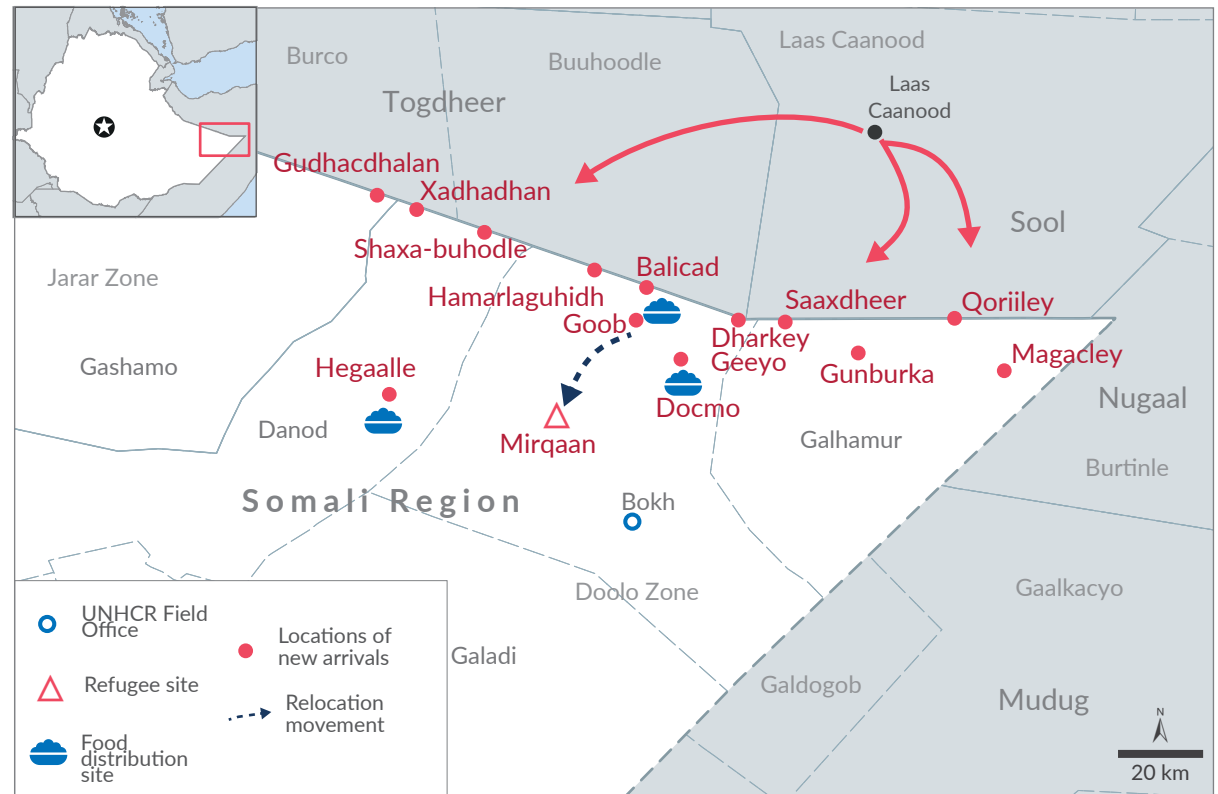 Burco
Buuhoodle
Laas Caanood
Togdheer
Laas
Caanood
Gudhacdhalan
Xadhadhan
Sool
Shaxa-buhodle
Balicad
Jarar Zone
Hamarlaguhidh
Saaxdheer
Qoriiley
Goob
Dharkey
Geeyo
Magacley
Gashamo
Hegaalle
Gunburka
Docmo
Nugaal
Danod
Mirqaan
Galhamur
Burtinle
Somali Region
Bokh
Doolo Zone
Gaalkacyo
Galadi
Galdogob
Mudug
UNHCR Field
Office
Refugee site
Food
distribution
site
Locations of
new arrivals
Relocation
movement
N
20 km